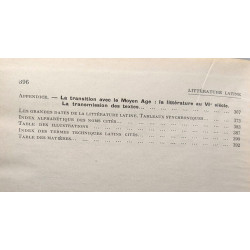 396 LITTÉRATURE LATINE
APPENDICE. — La transition avec le Moyen Age : la littérature au VIe siècle.
La transmission des textes...
LES GRANDES DATES DE LA LITTÉRATURE LATINE. TABLEAUX SYNCHRONIQUES.
INDEX ALPHABÉTIQUE DES NOMS CITÉS...
TABLE DES ILLUSTRATIONS...
INDEX DES TERMES TECHNIQUES LATINS CITÉS...
TABLE DES MATIÈRES...